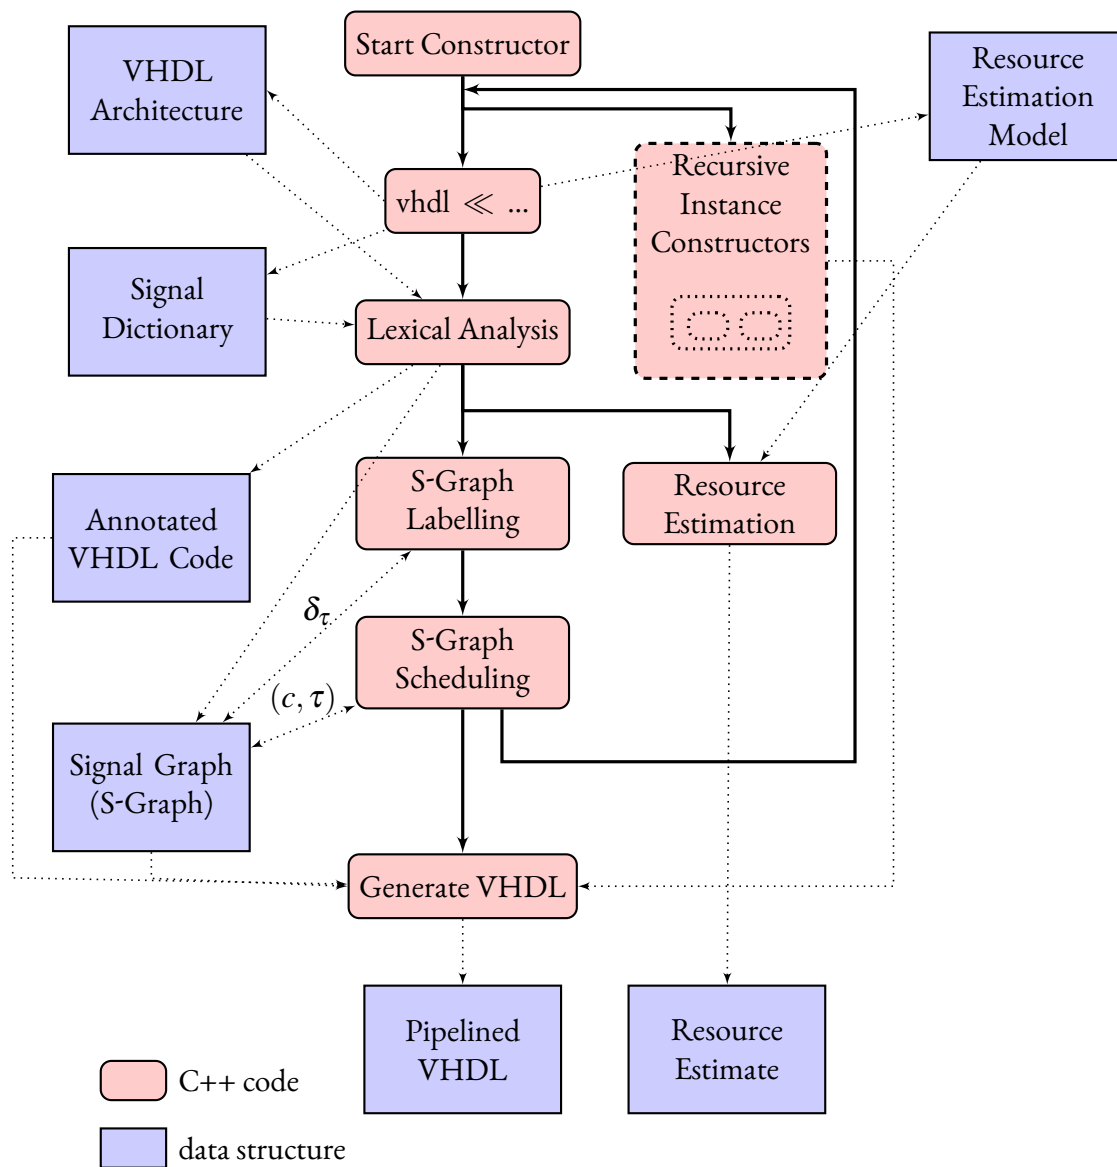 Start Constructor
VHDL
Architecture
Resource
Estimation
Model
vhdl ≪ ...
Recursive
Instance
Constructors
Signal
Dictionary
Lexical Analysis
S-Graph
Labelling
Resource
Estimation
Annotated
VHDL Code
δτ
S-Graph
Scheduling
(c, τ)
Signal Graph
(S-Graph)
Generate VHDL
Pipelined
VHDL
Resource
Estimate
C++ code
data structure